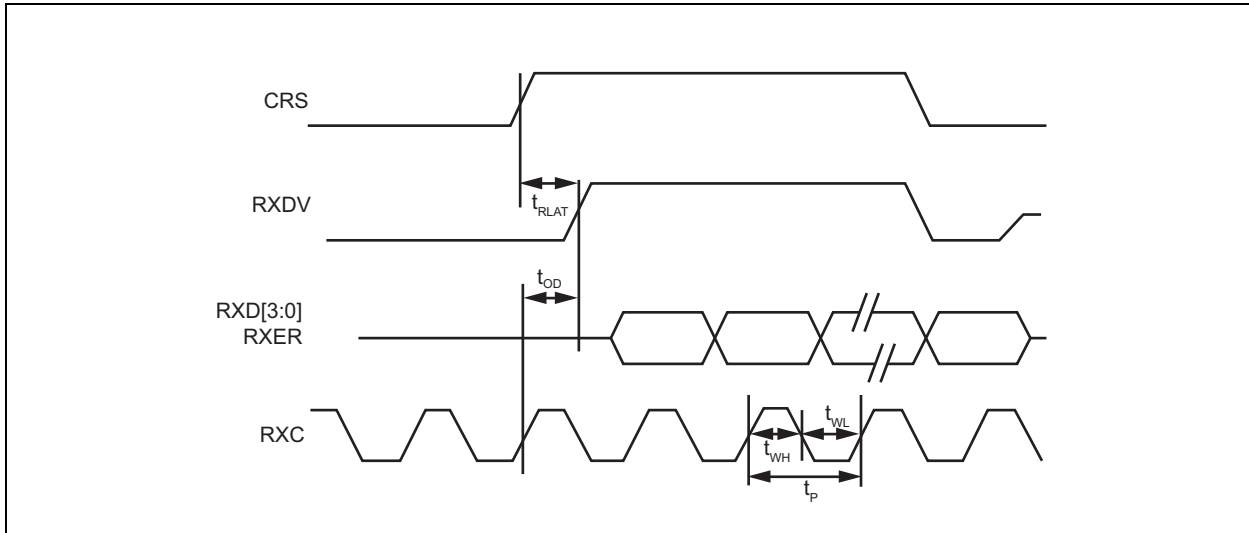 CRS
RXDV
tRLAT
tOD
RXD[3:0]
RXER
RXC
tWH
tWL
tP